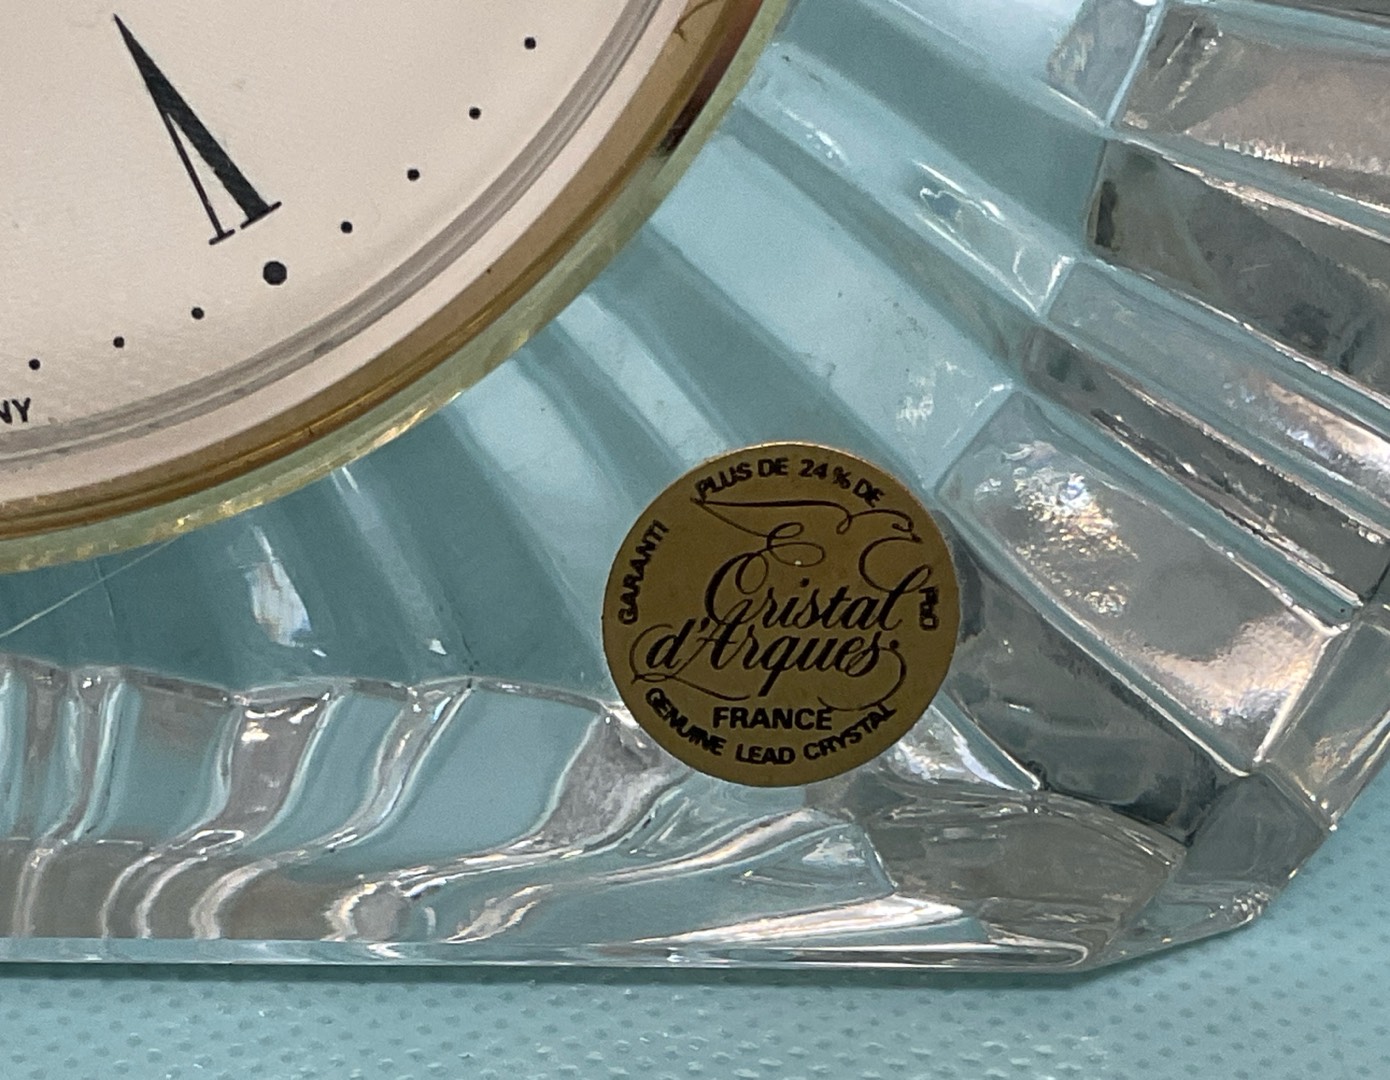 V
NY
GARANTI PLUS DE 24 % DE PbO
Cristal
d'Arques
FRANCE
GENUINE LEAD CRYSTAL